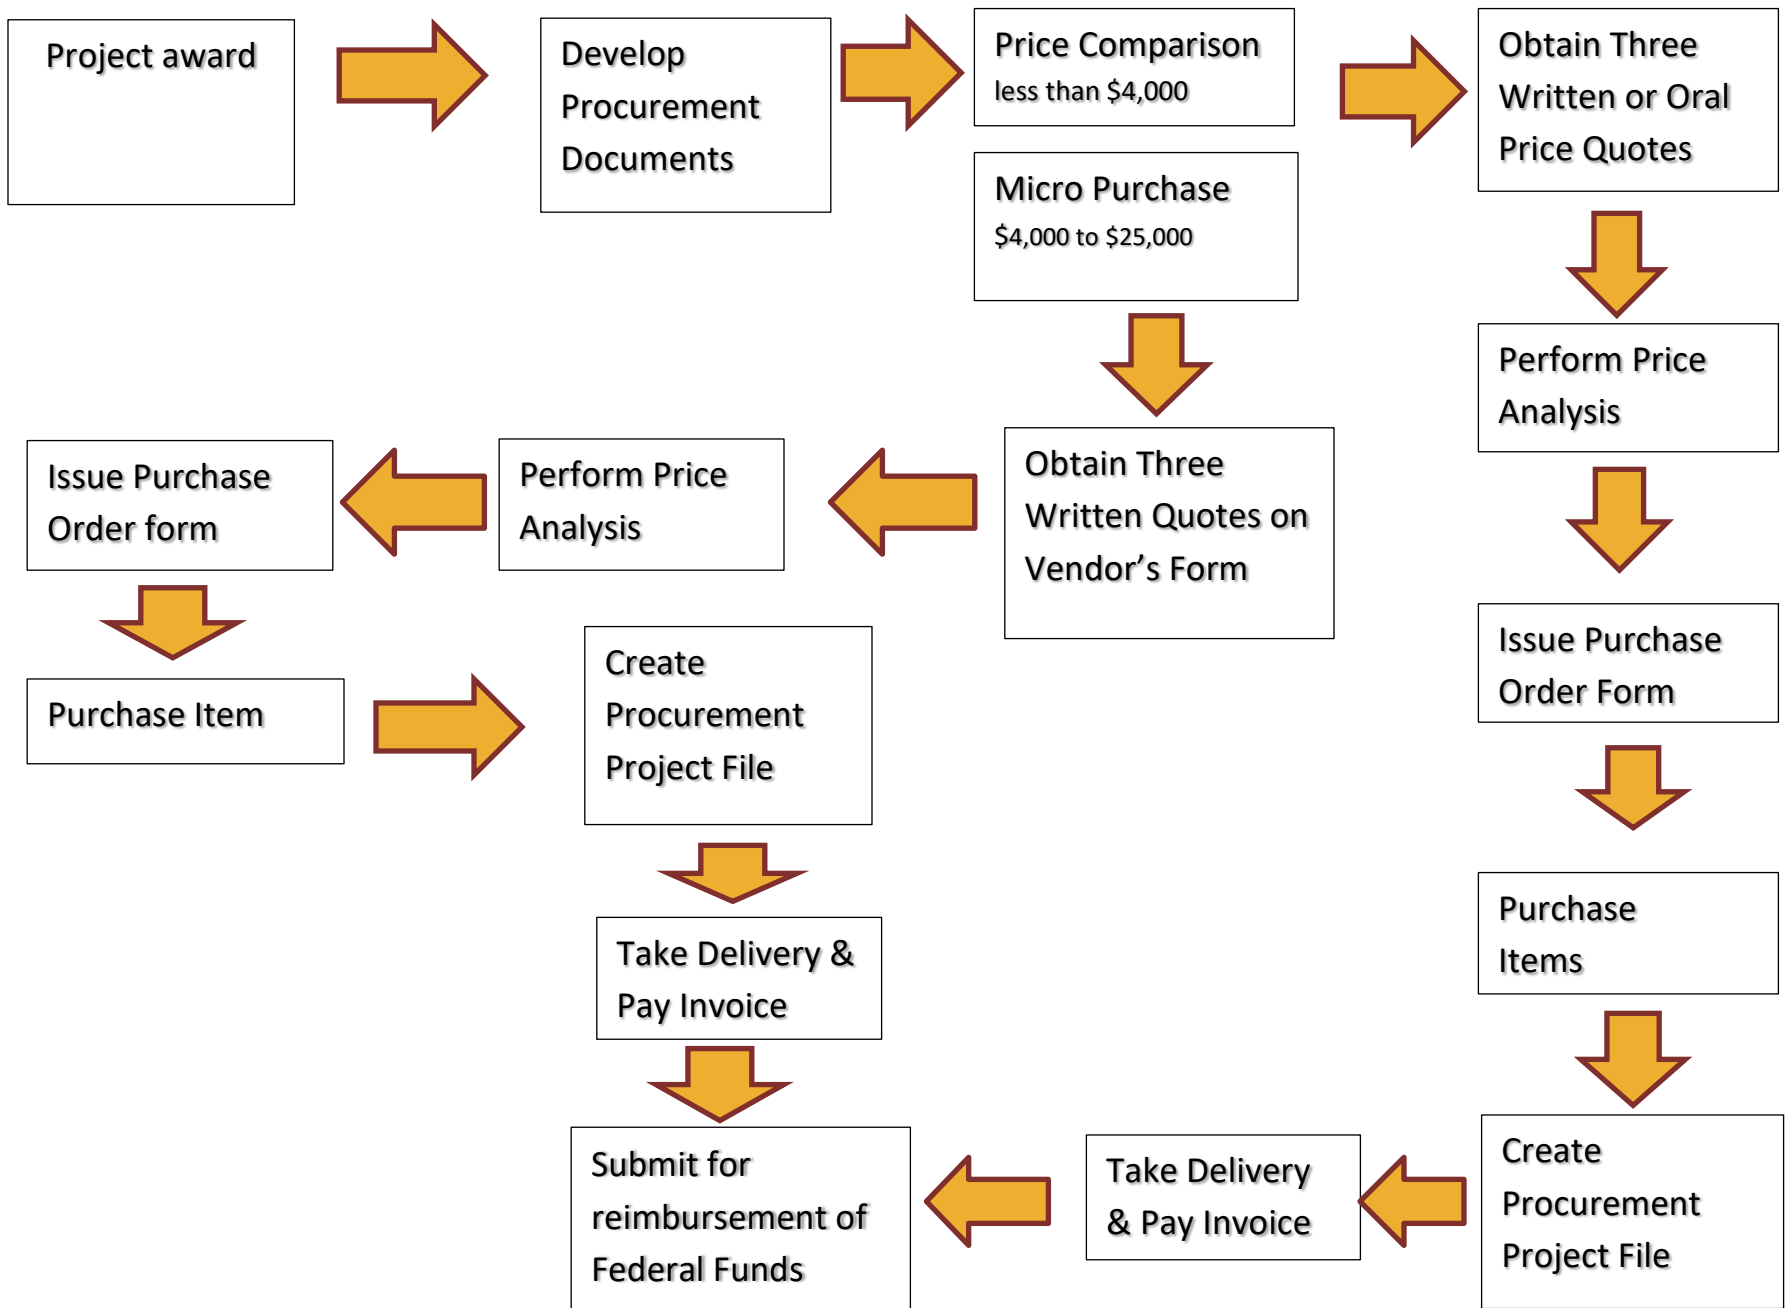 Project award
Develop
Procurement
Documents
Price Comparison
less than $4,000
Micro Purchase
$4,000 to $25,000
Obtain Three
Written or Oral
Price Quotes
Perform Price
Analysis
Issue Purchase
Order Form
Purchase
Items
Create
Procurement
Project File
Take Delivery
& Pay Invoice
Obtain Three
Written Quotes on
Vendor’s Form
Perform Price
Analysis
Issue Purchase
Order form
Purchase Item
Create
Procurement
Project File
Take Delivery &
Pay Invoice
Submit for
reimbursement of
Federal Funds